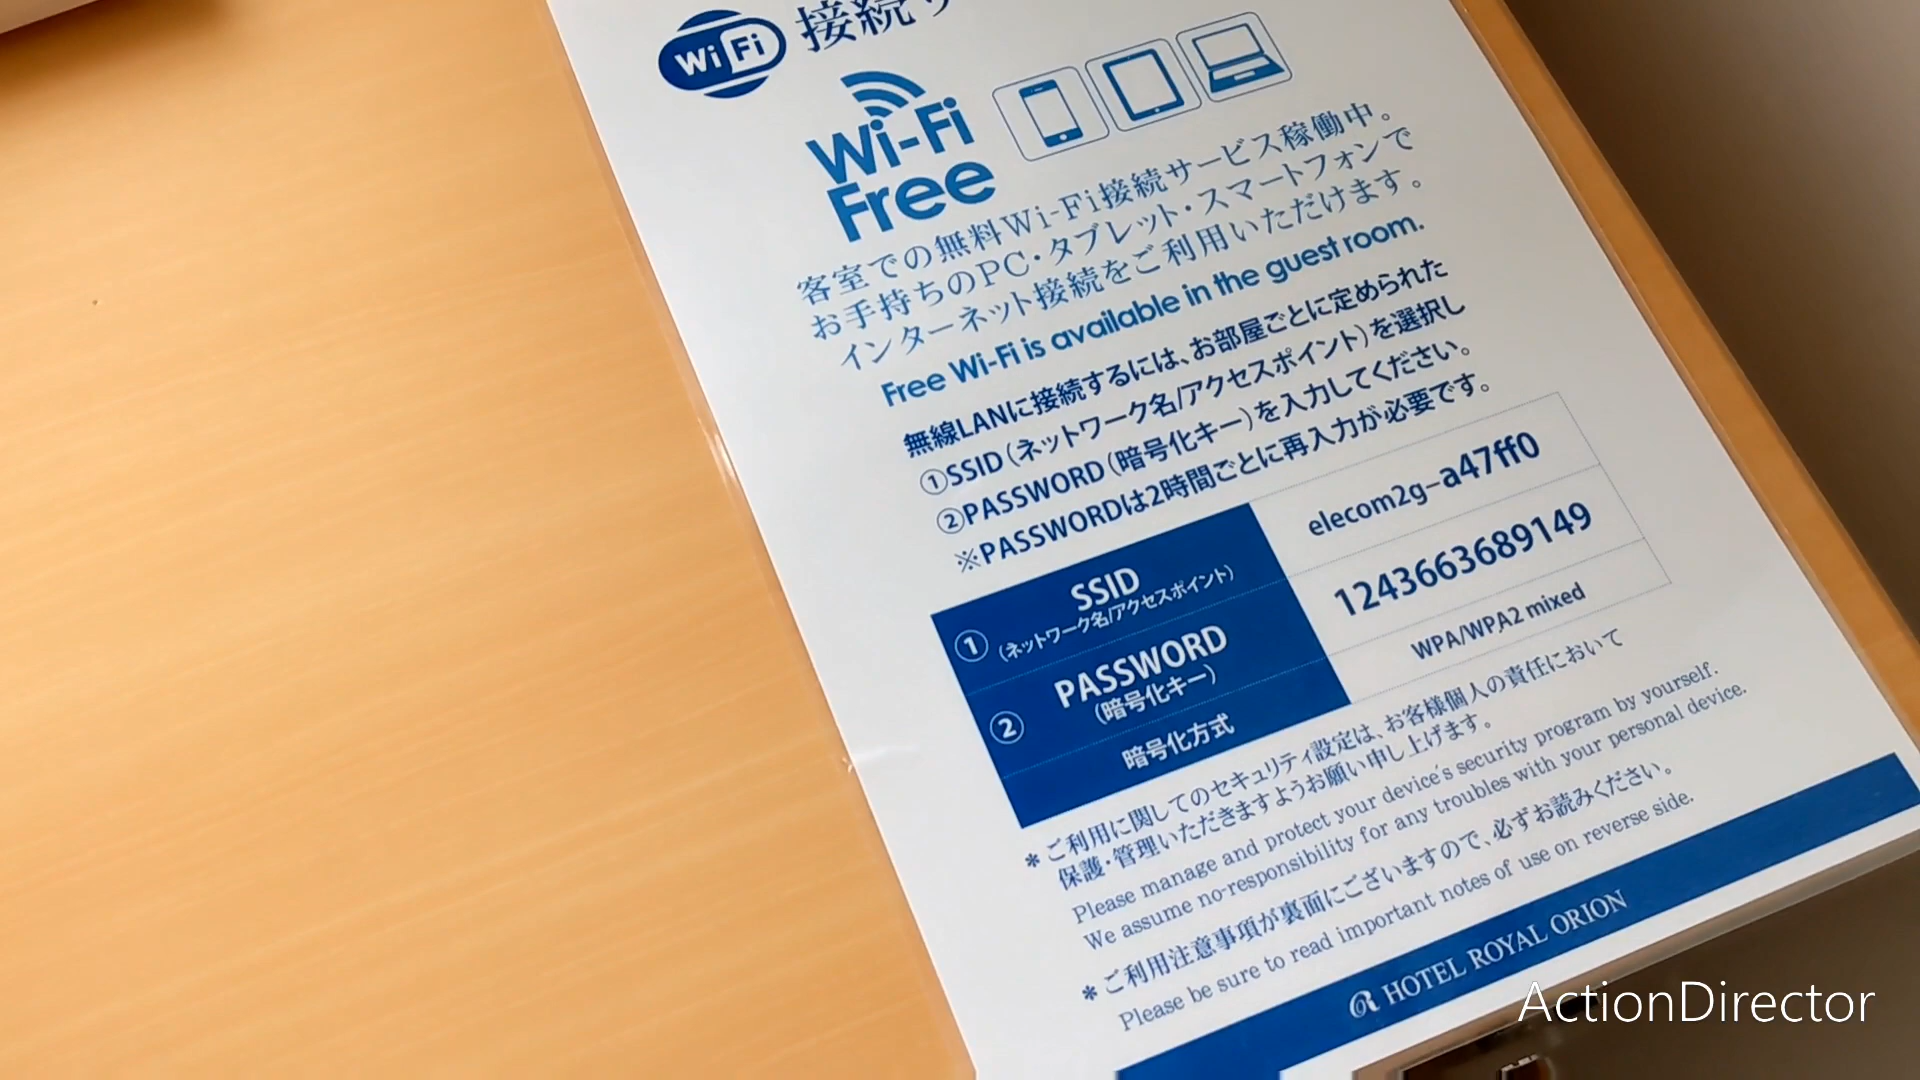 Wi Fi 接続サ
Wi-Fi
Free
客室での無料Wi-Fi接続サービス稼働中。
お手持ちのPC・タブレット・スマートフォンで
インターネット接続をご利用いただけます。
Free Wi-Fi is available in the guest room.
無線LANに接続するには、お部屋ごとに定められた
①SSID（ネットワーク名/アクセスポイント）を選択し
②PASSWORD（暗号化キー）を入力してください。
※PASSWORDは2時間ごとに再入力が必要です。
① SSID elecom2g-a47ff0
（ネットワーク名/アクセスポイント）
② PASSWORD 1243663689149
（暗号化キー）
暗号化方式 WPA/WPA2 mixed
* ご利用に関してのセキュリティ設定は、お客様個人の責任において
保護・管理いただきますようお願い申し上げます。
Please manage and protect your device's security program by yourself.
We assume no-responsibility for any troubles with your personal device.
* ご利用注意事項が裏面にございますので、必ずお読みください。
Please be sure to read important notes of use on reverse side.
HOTEL ROYAL ORION
ActionDirector